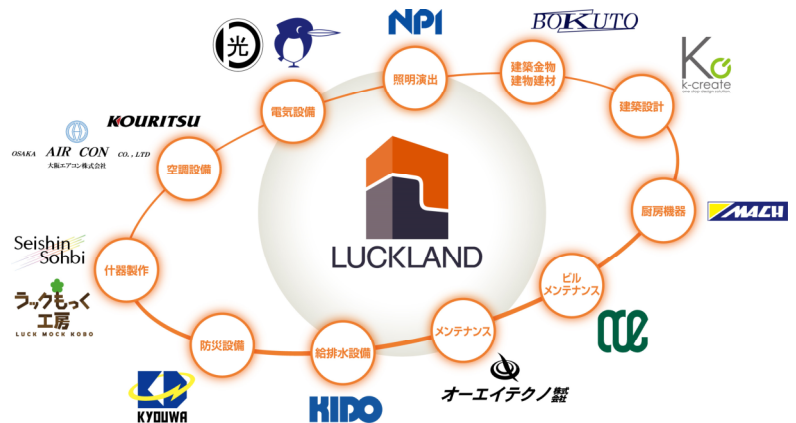 光
NPI
BOKUTO
K
k-create
KOURITSU
OSAKA AIR CON CO., LTD
大阪エアコン株式会社
照明演出
建築金物
建物建材
電気設備
建築設計
空調設備
厨房機器
MACH
LUCKLAND
Seishin
Sohbi
什器製作
ラックもっく
工房
LUCK MOCK KOBO
ビル
メンテナンス
メンテナンス
防災設備
給排水設備
KYOUWA
KIDO
オーエイテクノ株式
会社